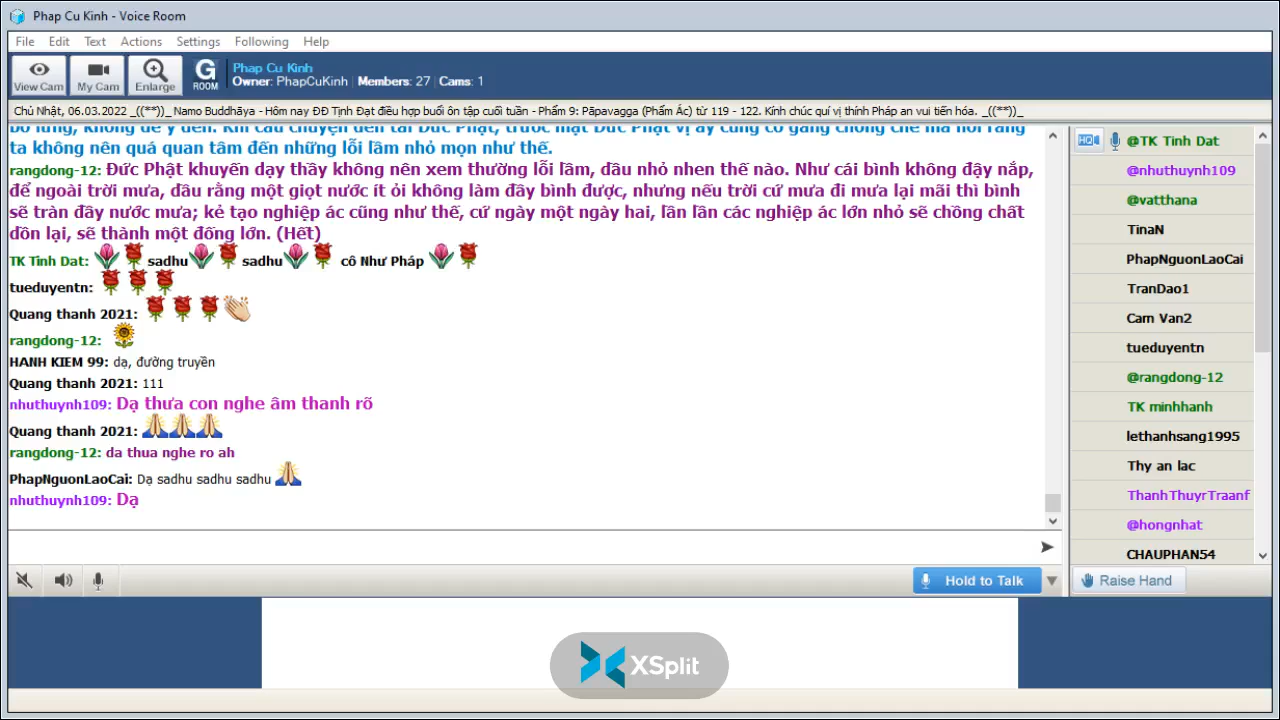 Phap Cu Kinh - Voice Room
File Edit Text Actions Settings Following Help
View Cam My Cam Enlarge G ROOM
Phap Cu Kinh
Owner: PhapCuKinh | Members: 27 | Cams: 1
Chủ Nhật, 06.03.2022 _((**))_ Namo Buddhāya - Hôm nay ĐĐ Tịnh Đạt điều hợp buổi ôn tập cuối tuần - Phẩm 9: Pāpavagga (Phẩm Ác) từ 119 - 122. Kính chúc quí vị thính Pháp an vui tiến hóa. _((**))_
ta không nên quá quan tâm đến những lỗi lầm nhỏ mọn như thế.
rangdong-12: Đức Phật khuyến dạy thầy không nên xem thường lỗi lầm, dầu nhỏ nhen thế nào. Như cái bình không đậy nắp,
để ngoài trời mưa, dầu rằng một giọt nước ít ỏi không làm đầy bình được, nhưng nếu trời cứ mưa đi mưa lại mãi thì bình
sẽ tràn đầy nước mưa; kẻ tạo nghiệp ác cũng như thế, cứ ngày một ngày hai, lần lần các nghiệp ác lớn nhỏ sẽ chồng chất
dồn lại, sẽ thành một đống lớn. (Hết)
TK Tinh Dat: sadhu sadhu cô Như Pháp
tueduyentn:
Quang thanh 2021:
rangdong-12:
HANH KIEM 99: dạ, đường truyền
Quang thanh 2021: 111
nhuthuynh109: Dạ thưa con nghe âm thanh rõ
Quang thanh 2021:
rangdong-12: da thua nghe ro ah
PhapNguonLaoCai: Dạ sadhu sadhu sadhu
nhuthuynh109: Dạ
HQ
@TK Tinh Dat
@nhuthuynh109
@vatthana
TinaN
PhapNguonLaoCai
TranDao1
Cam Van2
tueduyentn
@rangdong-12
TK minhhanh
lethanhsang1995
Thy an lac
ThanhThuyrTraanf
@hongnhat
CHAUPHAN54
Hold to Talk
Raise Hand
XSplit